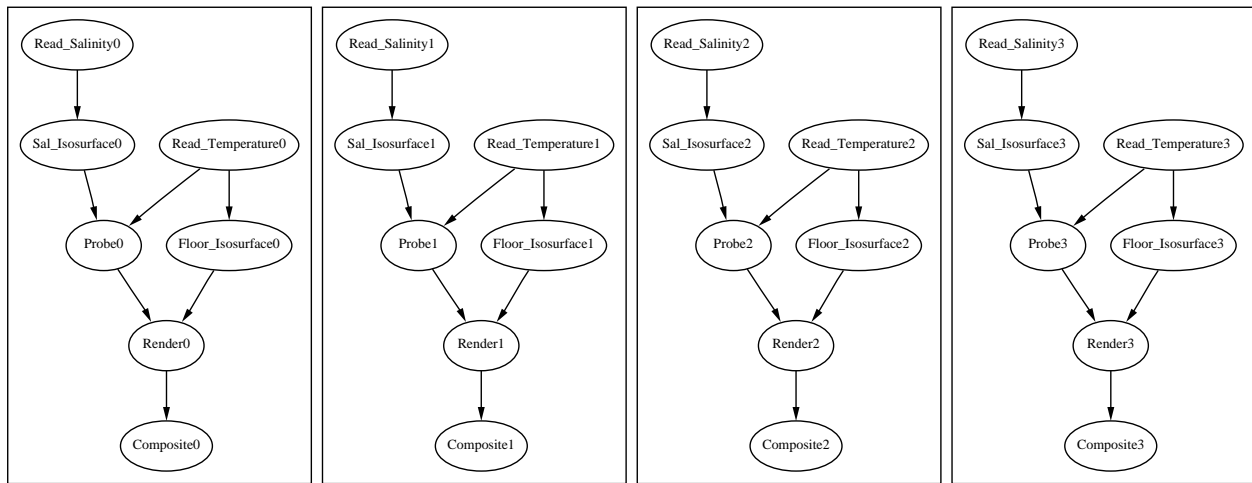 Read_Salinity0
Sal_Isosurface0
Read_Temperature0
Probe0
Floor_Isosurface0
Render0
Composite0
Read_Salinity1
Sal_Isosurface1
Read_Temperature1
Probe1
Floor_Isosurface1
Render1
Composite1
Read_Salinity2
Sal_Isosurface2
Read_Temperature2
Probe2
Floor_Isosurface2
Render2
Composite2
Read_Salinity3
Sal_Isosurface3
Read_Temperature3
Probe3
Floor_Isosurface3
Render3
Composite3